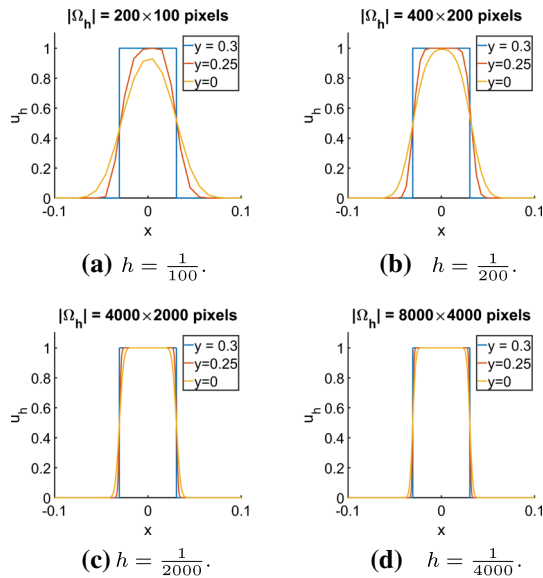 |Ω_h| = 200×100 pixels
|Ω_h| = 400×200 pixels
u_h
1
0.8
0.6
0.4
0.2
0
-0.1
0
0.1
x
y = 0.3
y=0.25
y=0
u_h
1
0.8
0.6
0.4
0.2
0
-0.1
0
0.1
x
y = 0.3
y=0.25
y=0
(a) h = 1/100.
(b) h = 1/200.
|Ω_h| = 4000×2000 pixels
|Ω_h| = 8000×4000 pixels
u_h
1
0.8
0.6
0.4
0.2
0
-0.1
0
0.1
x
y = 0.3
y=0.25
y=0
u_h
1
0.8
0.6
0.4
0.2
0
-0.1
0
0.1
x
y = 0.3
y=0.25
y=0
(c) h = 1/2000.
(d) h = 1/4000.